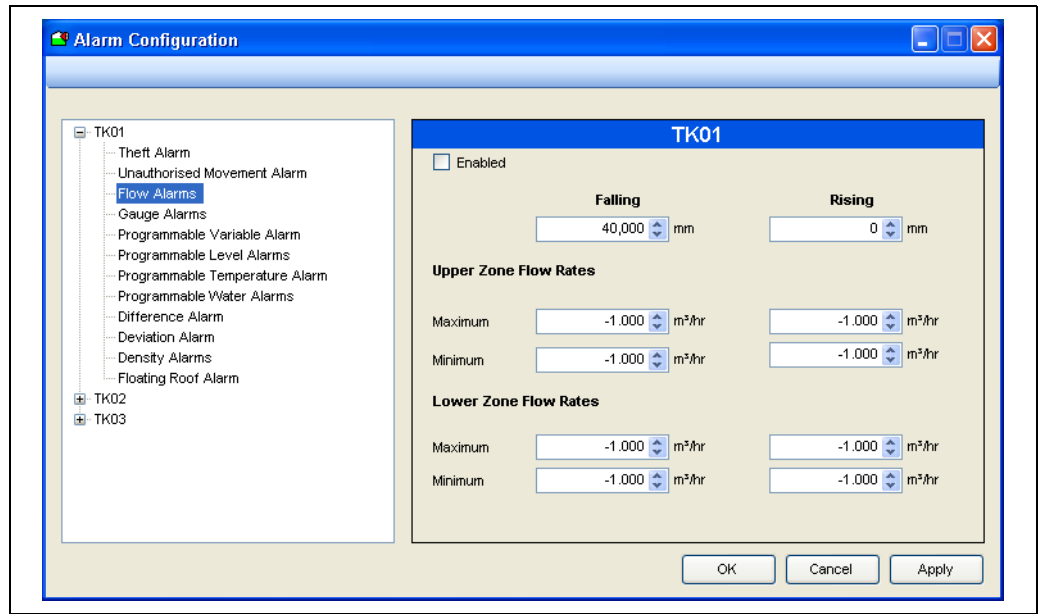 Alarm Configuration
TK01
Theft Alarm
Unauthorised Movement Alarm
Flow Alarms
Gauge Alarms
Programmable Variable Alarm
Programmable Level Alarms
Programmable Temperature Alarm
Programmable Water Alarms
Difference Alarm
Deviation Alarm
Density Alarms
Floating Roof Alarm
TK02
TK03
TK01
Enabled
Falling Rising
40,000 mm 0 mm
Upper Zone Flow Rates
Maximum -1.000 m³/hr -1.000 m³/hr
Minimum -1.000 m³/hr -1.000 m³/hr
Lower Zone Flow Rates
Maximum -1.000 m³/hr -1.000 m³/hr
Minimum -1.000 m³/hr -1.000 m³/hr
OK Cancel Apply